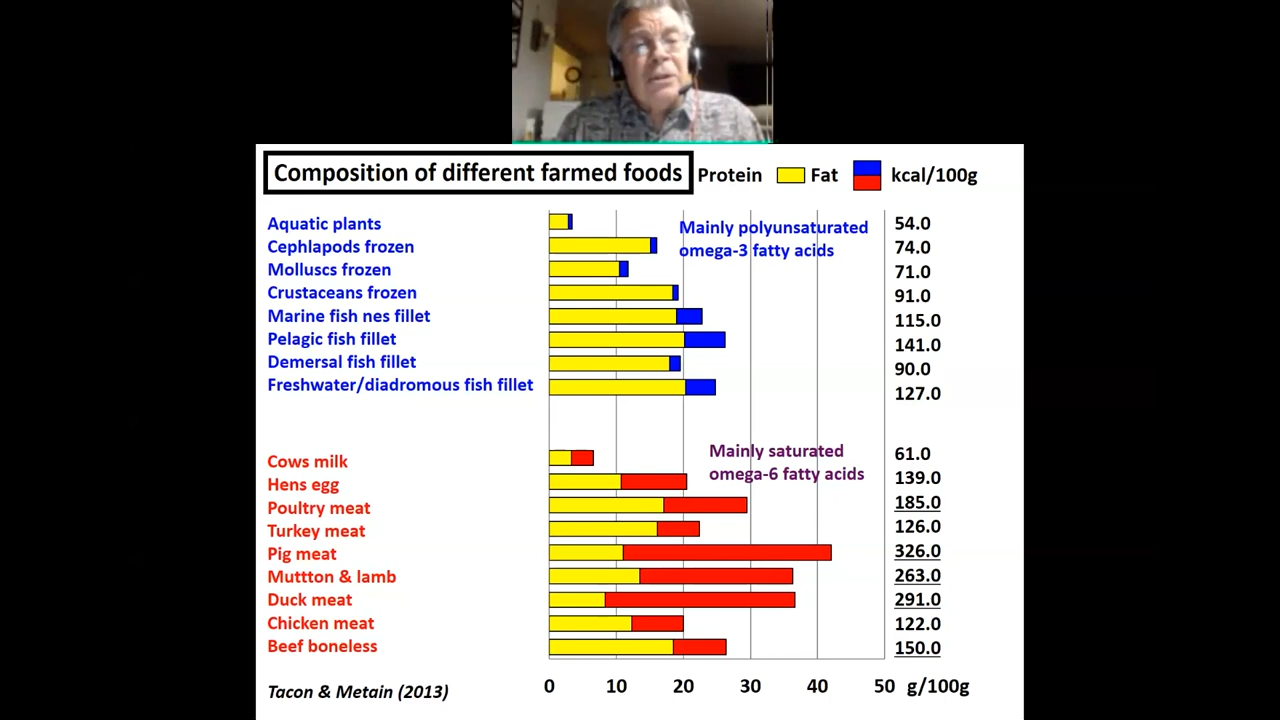 Composition of different farmed foods Protein Fat kcal/100g
Aquatic plants 54.0
Mainly polyunsaturated
omega-3 fatty acids
Cephlapods frozen 74.0
Molluscs frozen 71.0
Crustaceans frozen 91.0
Marine fish nes fillet 115.0
Pelagic fish fillet 141.0
Demersal fish fillet 90.0
Freshwater/diadromous fish fillet 127.0
Mainly saturated
omega-6 fatty acids
Cows milk 61.0
Hens egg 139.0
Poultry meat 185.0
Turkey meat 126.0
Pig meat 326.0
Muttton & lamb 263.0
Duck meat 291.0
Chicken meat 122.0
Beef boneless 150.0
Tacon & Metain (2013) 0 10 20 30 40 50 g/100g